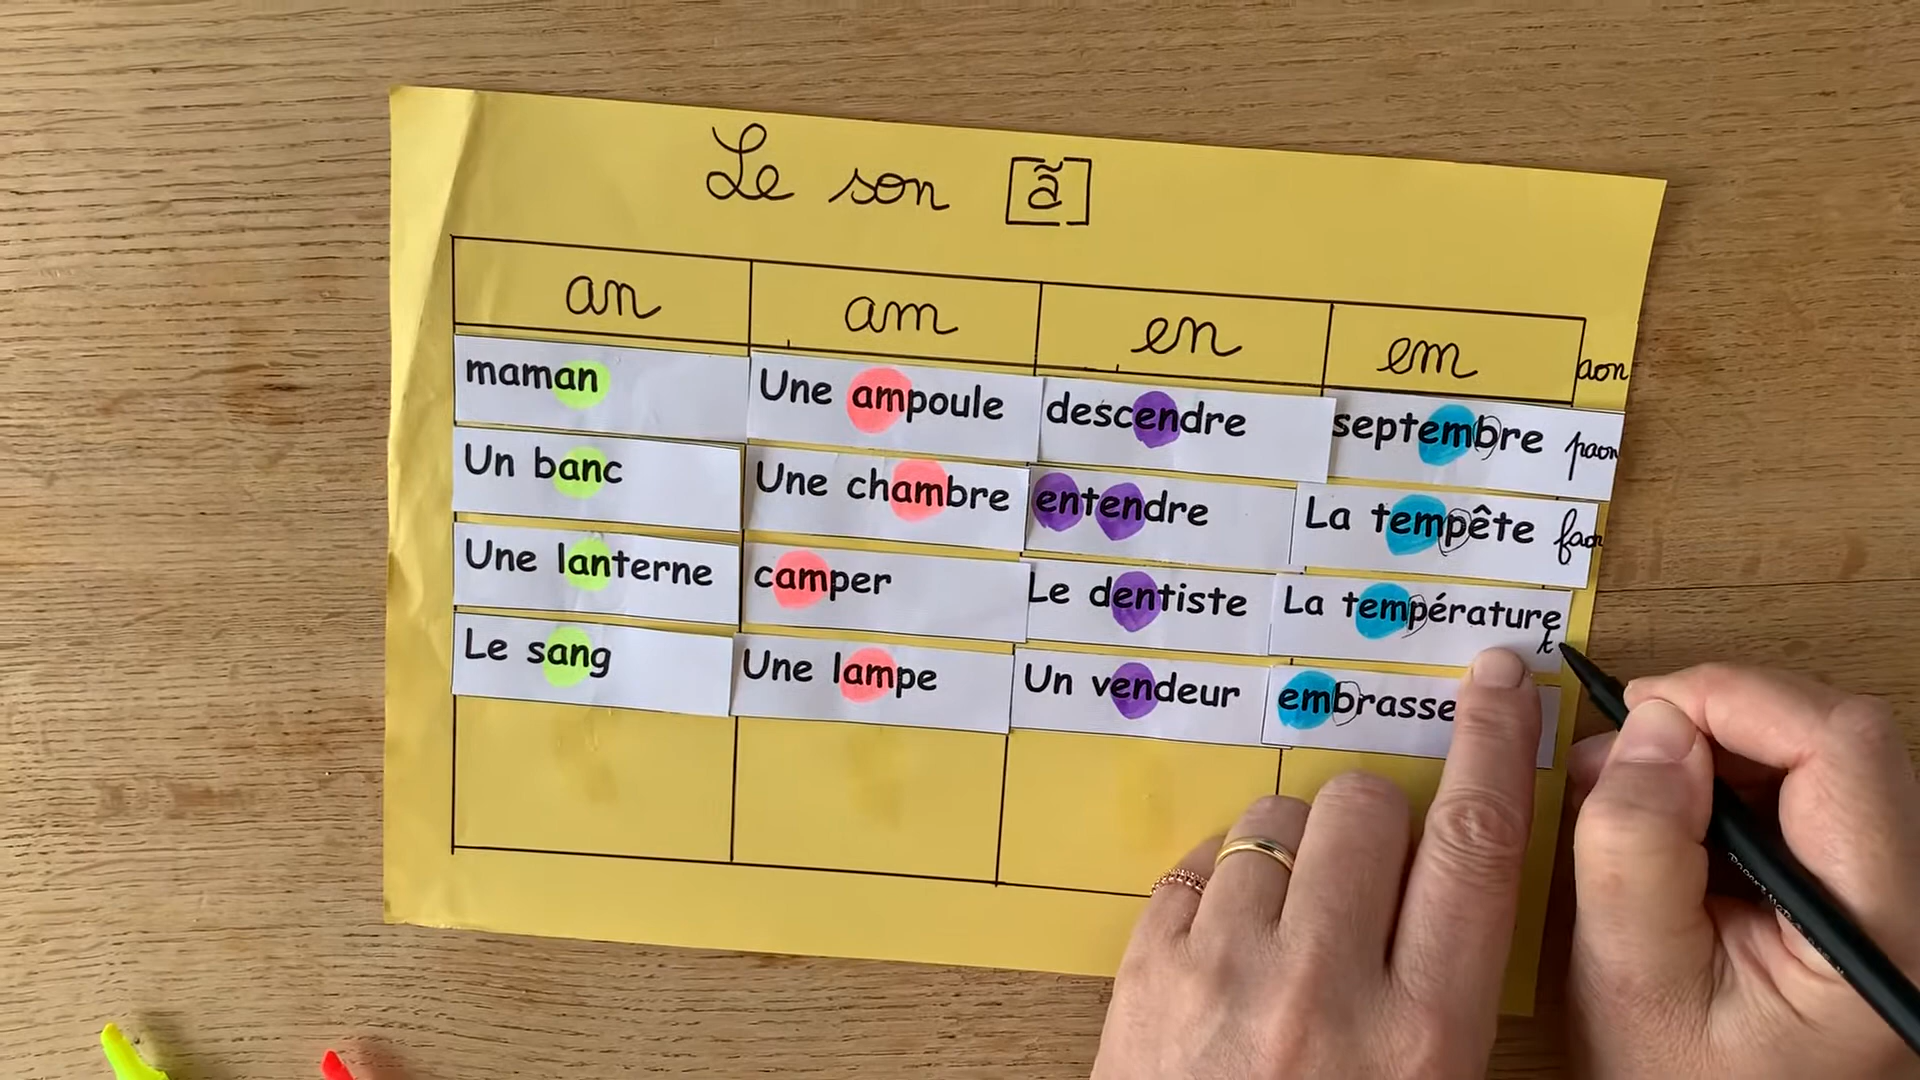 Le son [ã]
an am en em aon
maman Une ampoule descendre septembre paon
Un banc Une chambre entendre La tempête faon
Une lanterne camper Le dentiste La température
t
Le sang Une lampe Un vendeur embrasse